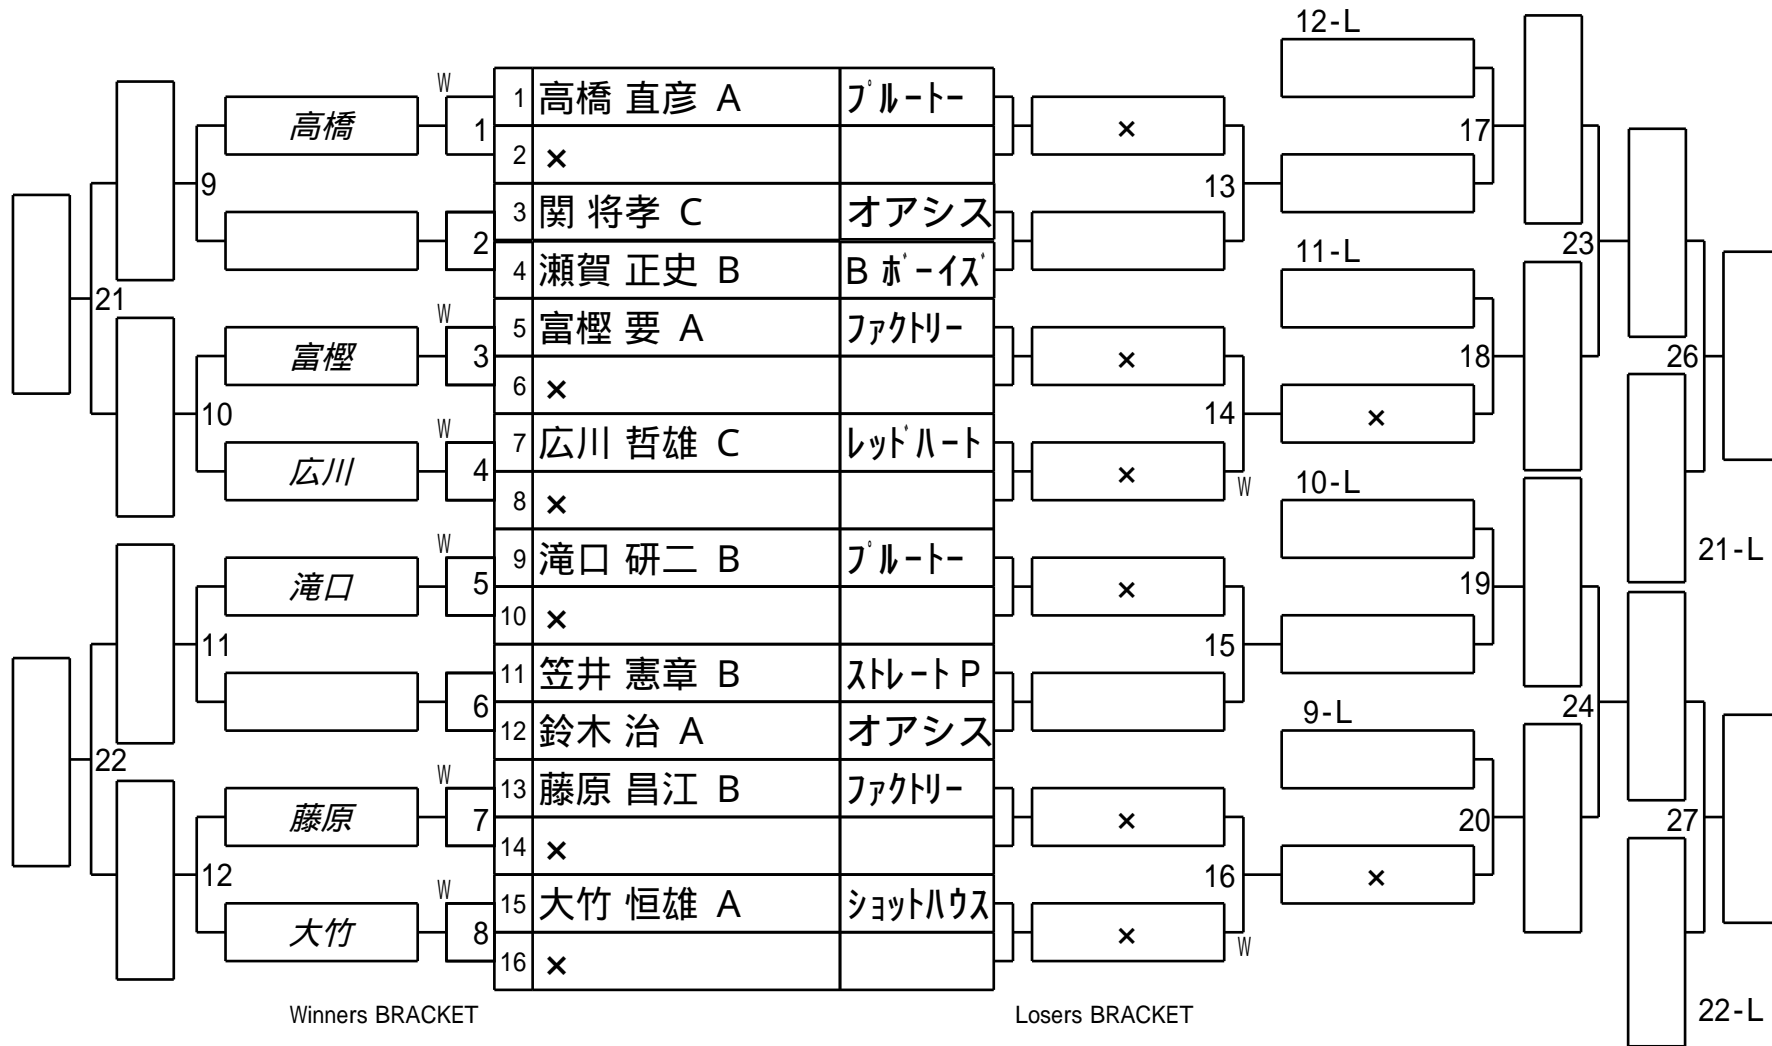 12-L
W
1 高橋 直彦 A プルートー
高橋 1 × 17
2 ×
9 13
3 関 将孝 C オアシス
2 11-L 23
4 瀬賀 正史 B B ボーイズ
21
W
5 富樫 要 A ファクトリー
富樫 3 × 18 26
6 ×
10 W 14 ×
7 広川 哲雄 C レッドハート
広川 4 × W 10-L
8 ×
W
9 滝口 研二 B プルートー 21-L
滝口 5 × 19
10 ×
11 15
11 笠井 憲章 B ストレート P
6 9-L 24
12 鈴木 治 A オアシス
22
W
13 藤原 昌江 B ファクトリー
藤原 7 × 20 27
14 ×
12 W 16 ×
15 大竹 恒雄 A ショットハウス
大竹 8 × W
16 ×
Winners BRACKET Losers BRACKET 22-L